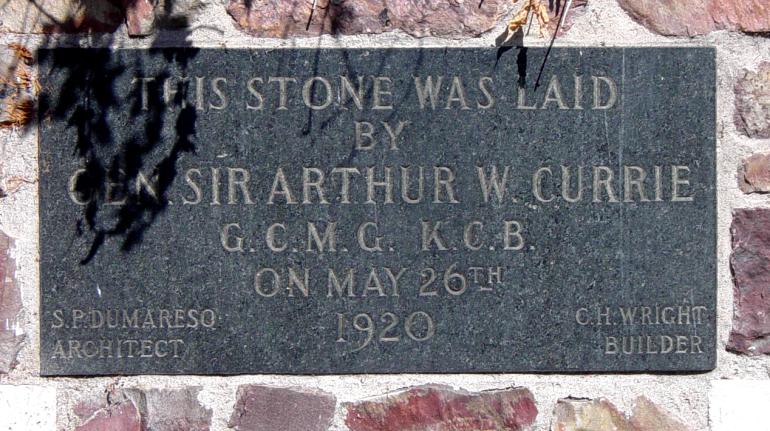 THIS STONE WAS LAID
BY
GEN. SIR ARTHUR W. CURRIE
G.C.M.G. K.C.B.
ON MAY 26TH
1920
S.P. DUMARESQ
ARCHITECT
C.H. WRIGHT
BUILDER